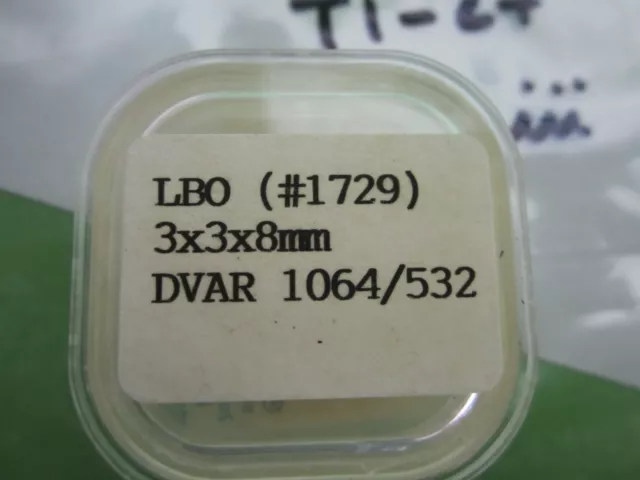 LBO (#1729)
3x3x8mm
DVAR 1064/532